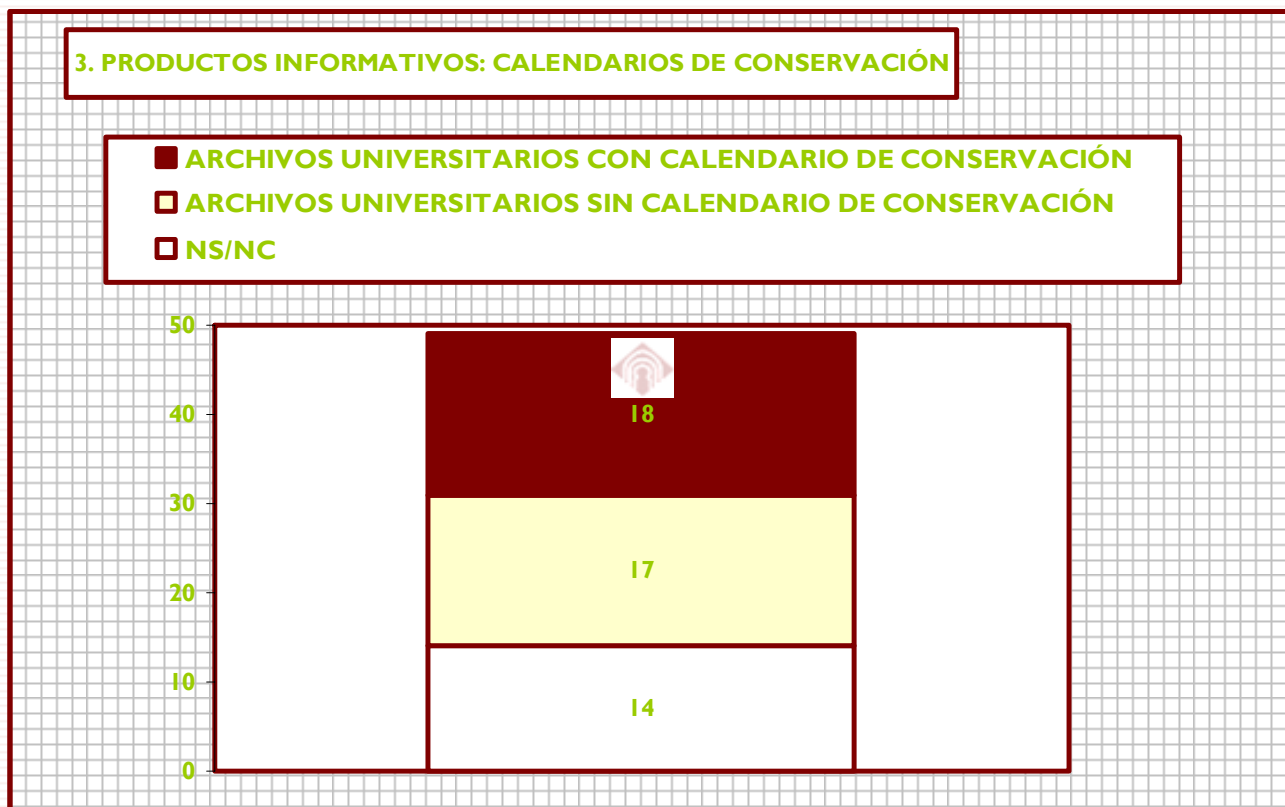 3. PRODUCTOS INFORMATIVOS: CALENDARIOS DE CONSERVACIÓN
ARCHIVOS UNIVERSITARIOS CON CALENDARIO DE CONSERVACIÓN
ARCHIVOS UNIVERSITARIOS SIN CALENDARIO DE CONSERVACIÓN
NS/NC
50
40
30
20
10
0
18
17
14